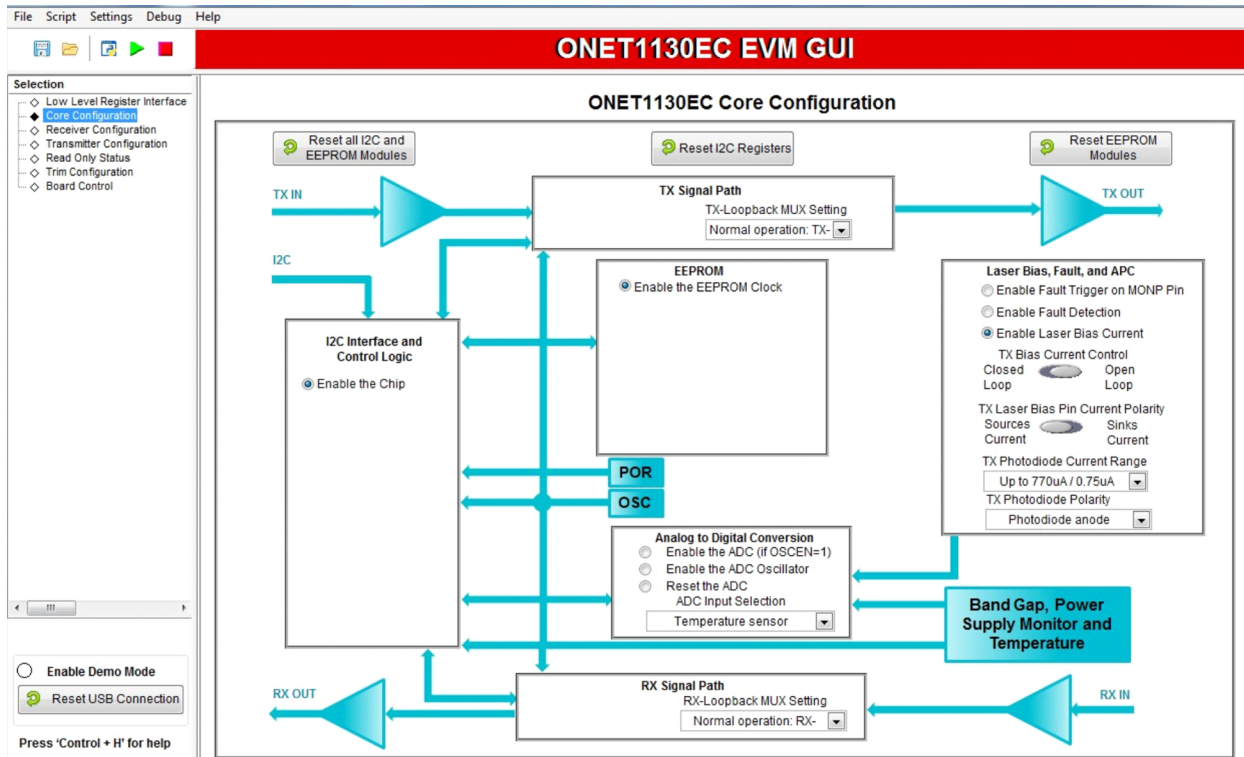 File Script Settings Debug Help
ONET1130EC EVM GUI
Selection
Low Level Register Interface
Core Configuration
Receiver Configuration
Transmitter Configuration
Read Only Status
Trim Configuration
Board Control
Enable Demo Mode
Reset USB Connection
Press 'Control + H' for help
ONET1130EC Core Configuration
Reset all I2C and
EEPROM Modules
Reset I2C Registers
Reset EEPROM
Modules
TX IN
TX Signal Path
TX-Loopback MUX Setting
Normal operation: TX-
TX OUT
I2C
I2C Interface and
Control Logic
Enable the Chip
EEPROM
Enable the EEPROM Clock
Laser Bias, Fault, and APC
Enable Fault Trigger on MONP Pin
Enable Fault Detection
Enable Laser Bias Current
TX Bias Current Control
Closed Open
Loop Loop
TX Laser Bias Pin Current Polarity
Sources Sinks
Current Current
TX Photodiode Current Range
Up to 770uA / 0.75uA
TX Photodiode Polarity
Photodiode anode
POR
OSC
Analog to Digital Conversion
Enable the ADC (if OSCEN=1)
Enable the ADC Oscillator
Reset the ADC
ADC Input Selection
Temperature sensor
Band Gap, Power
Supply Monitor and
Temperature
RX OUT
RX Signal Path
RX-Loopback MUX Setting
Normal operation: RX-
RX IN